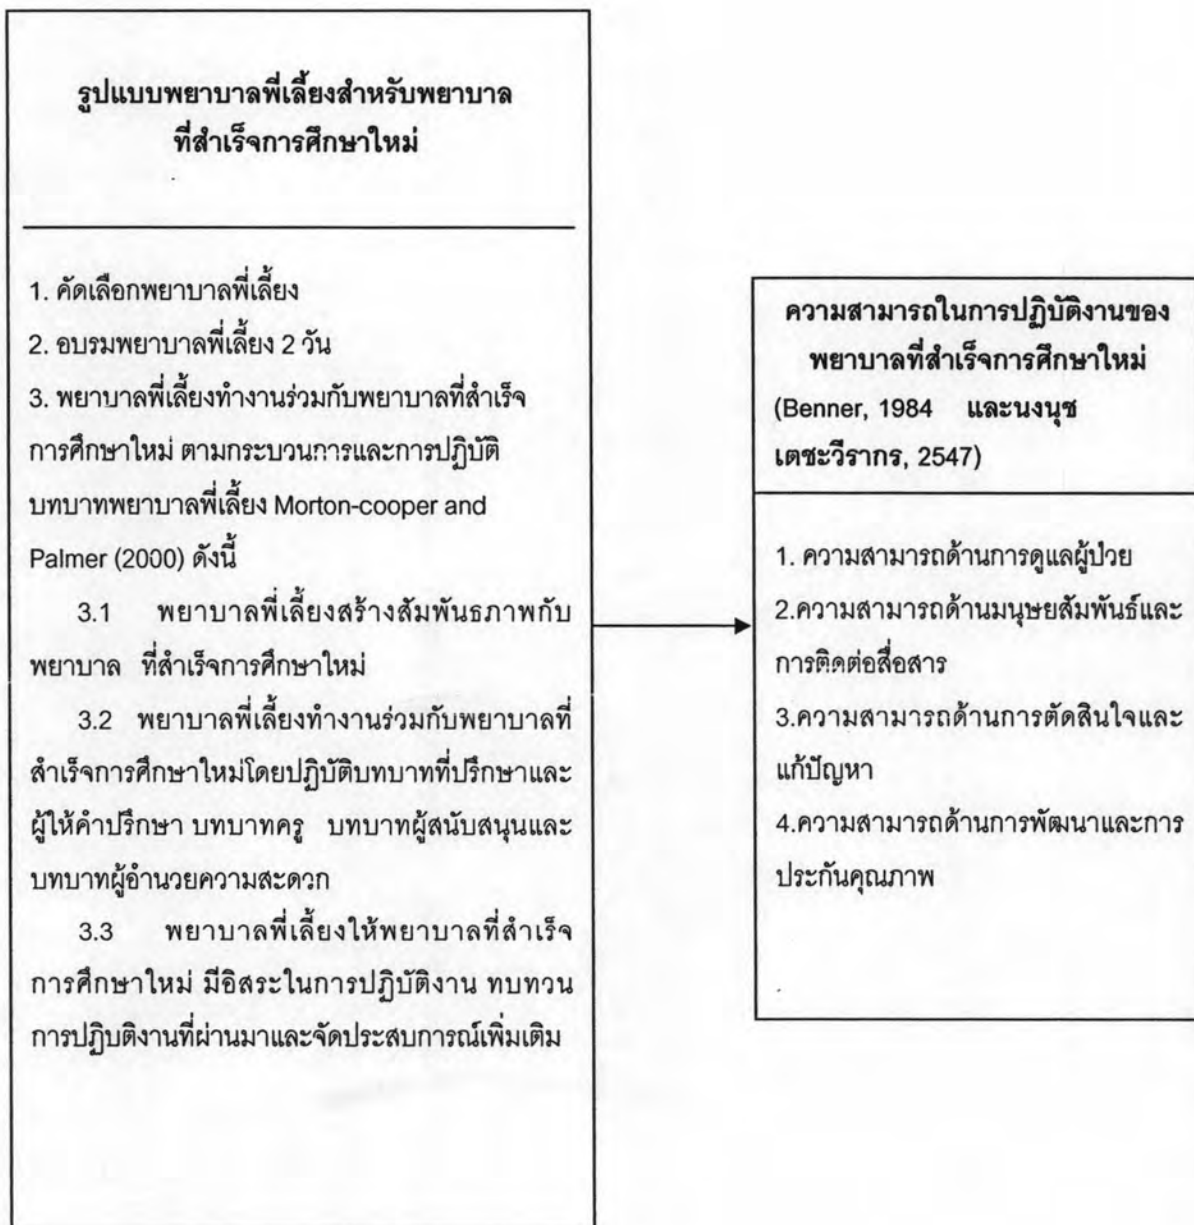 รูปแบบพยาบาลพี่เลี้ยงสำหรับพยาบาล
ที่สำเร็จการศึกษาใหม่
1. คัดเลือกพยาบาลพี่เลี้ยง
2. อบรมพยาบาลพี่เลี้ยง 2 วัน
3. พยาบาลพี่เลี้ยงทำงานร่วมกับพยาบาลที่สำเร็จ
การศึกษาใหม่ ตามกระบวนการและการปฏิบัติ
บทบาทพยาบาลพี่เลี้ยง Morton-cooper and
Palmer (2000) ดังนี้
3.1 พยาบาลพี่เลี้ยงสร้างสัมพันธภาพกับ
พยาบาล ที่สำเร็จการศึกษาใหม่
3.2 พยาบาลพี่เลี้ยงทำงานร่วมกับพยาบาลที่
สำเร็จการศึกษาใหม่โดยปฏิบัติบทบาทที่ปรึกษาและ
ผู้ให้คำปรึกษา บทบาทครู บทบาทผู้สนับสนุนและ
บทบาทผู้อำนวยความสะดวก
3.3 พยาบาลพี่เลี้ยงให้พยาบาลที่สำเร็จ
การศึกษาใหม่ มีอิสระในการปฏิบัติงาน ทบทวน
การปฏิบติงานที่ผ่านมาและจัดประสบการณ์เพิ่มเติม
ความสามารถในการปฏิบัติงานของ
พยาบาลที่สำเร็จการศึกษาใหม่
(Benner, 1984 และนงนุช
เตชะวีรากร, 2547)
1. ความสามารถด้านการดูแลผู้ป่วย
2.ความสามารถด้านมนุษยสัมพันธ์และ
การติดต่อสื่อสาร
3.ความสามารถด้านการตัดสินใจและ
แก้ปัญหา
4.ความสามารถด้านการพัฒนาและการ
ประกันคุณภาพ